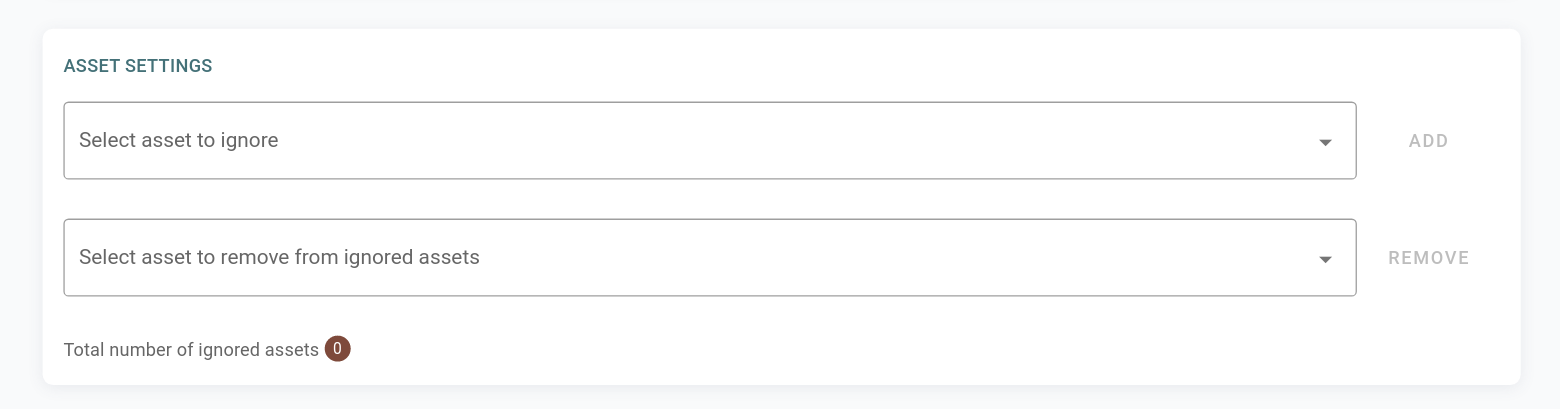 ASSET SETTINGS
Select asset to ignore
ADD
Select asset to remove from ignored assets
REMOVE
Total number of ignored assets 0